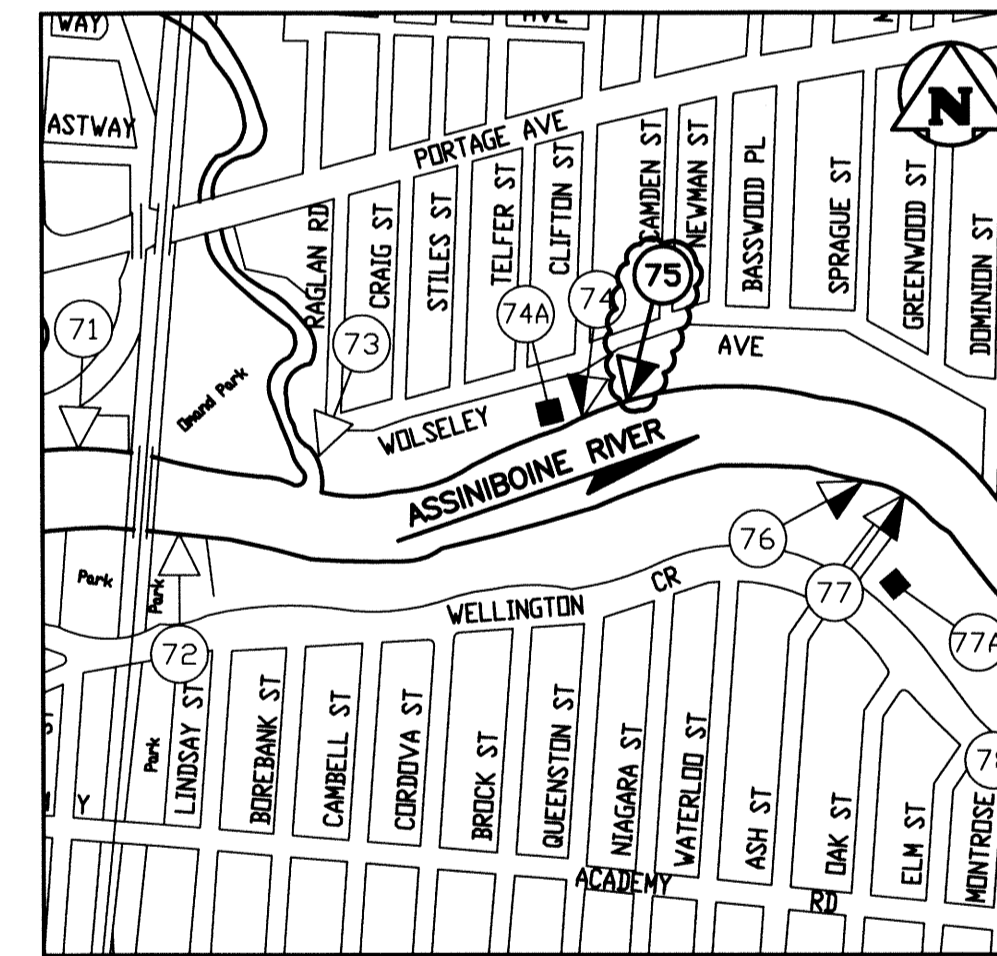 WAY
AVE
N
ASTWAY
PORTAGE AVE
RAGLAN RD
CRAIG ST
STILES ST
TELFER ST
CLIFTON ST
CAMDEN ST
NEWMAN ST
BASSWOOD PL
SPRAGUE ST
GREENWOOD ST
DOMINION ST
71
73
74A
74
75
Omand Park
WOLSELEY
AVE
ASSINIBOINE RIVER
76
77
77A
Park
Park
WELLINGTON
CR
72
Park
LINDSAY ST
BOREBANK ST
CAMBELL ST
CORDOVA ST
BROCK ST
QUEENSTON ST
NIAGARA ST
WATERLOO ST
ASH ST
OAK ST
ELM ST
MONTROSE
ST
Y
ACADEMY
RD